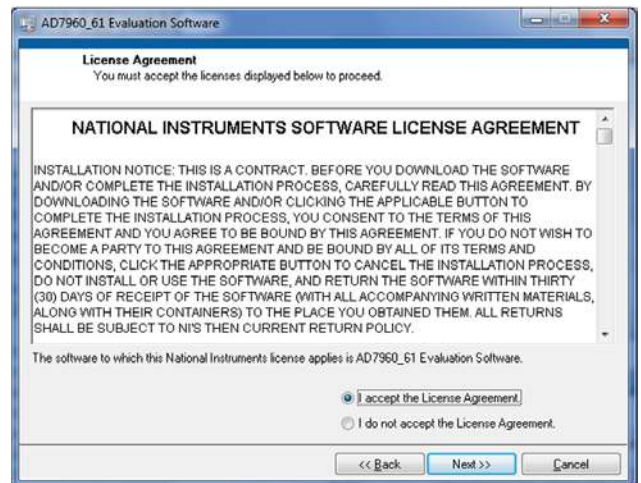 AD7960_61 Evaluation Software
License Agreement
You must accept the licenses displayed below to proceed.
NATIONAL INSTRUMENTS SOFTWARE LICENSE AGREEMENT
INSTALLATION NOTICE: THIS IS A CONTRACT. BEFORE YOU DOWNLOAD THE SOFTWARE
AND/OR COMPLETE THE INSTALLATION PROCESS, CAREFULLY READ THIS AGREEMENT. BY
DOWNLOADING THE SOFTWARE AND/OR CLICKING THE APPLICABLE BUTTON TO
COMPLETE THE INSTALLATION PROCESS, YOU CONSENT TO THE TERMS OF THIS
AGREEMENT AND YOU AGREE TO BE BOUND BY THIS AGREEMENT. IF YOU DO NOT WISH TO
BECOME A PARTY TO THIS AGREEMENT AND BE BOUND BY ALL OF ITS TERMS AND
CONDITIONS, CLICK THE APPROPRIATE BUTTON TO CANCEL THE INSTALLATION PROCESS,
DO NOT INSTALL OR USE THE SOFTWARE, AND RETURN THE SOFTWARE WITHIN THIRTY
(30) DAYS OF RECEIPT OF THE SOFTWARE (WITH ALL ACCOMPANYING WRITTEN MATERIALS,
ALONG WITH THEIR CONTAINERS) TO THE PLACE YOU OBTAINED THEM. ALL RETURNS
SHALL BE SUBJECT TO NI'S THEN CURRENT RETURN POLICY.
The software to which this National Instruments license applies is AD7960_61 Evaluation Software.
I accept the License Agreement.
I do not accept the License Agreement.
<< Back Next >> Cancel